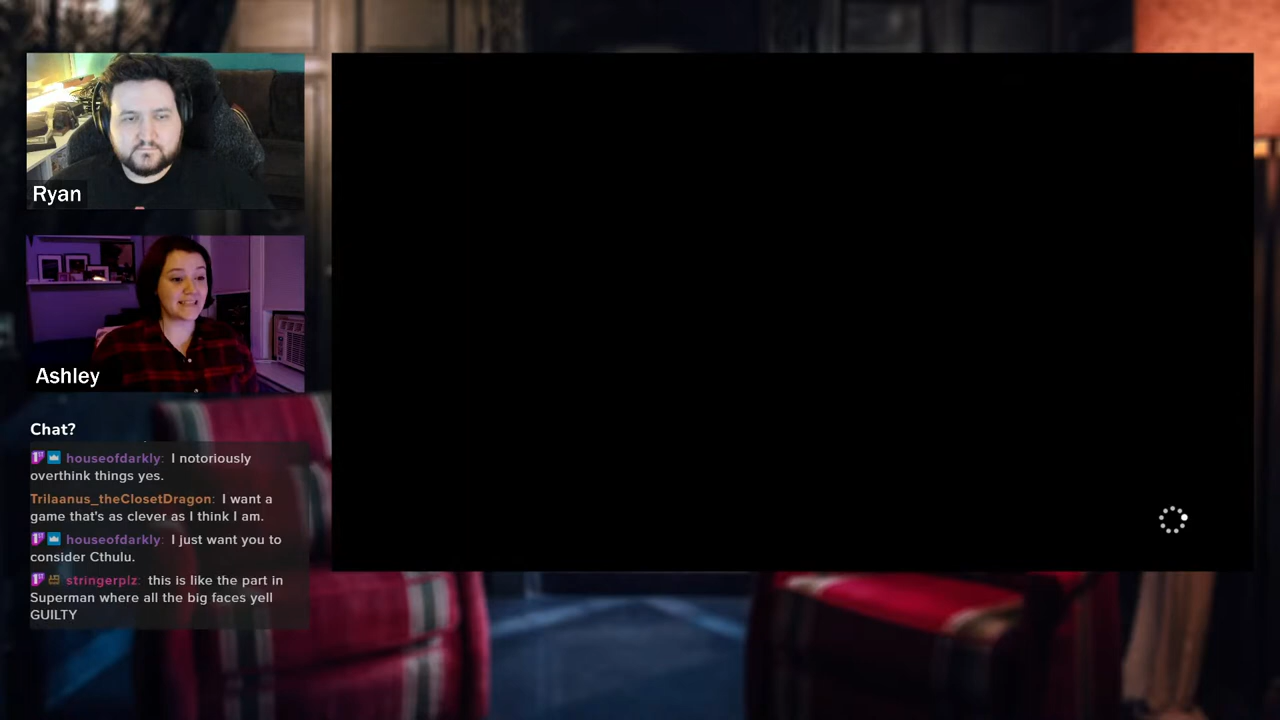 Ryan
Ashley
Chat?
houseofdarkly: I notoriously
overthink things yes.
Trilaanus_theClosetDragon: I want a
game that's as clever as I think I am.
houseofdarkly: I just want you to
consider Cthulu.
stringerplz: this is like the part in
Superman where all the big faces yell
GUILTY